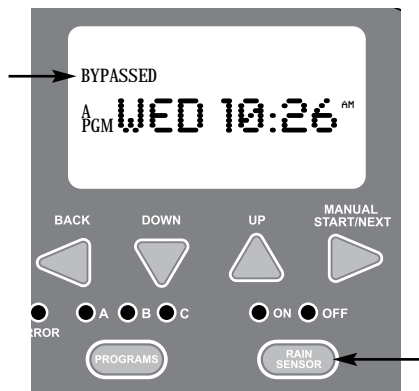 BYPASSED
A
PGM WED 10:26 AM
BACK DOWN UP MANUAL START/NEXT
RROR A B C ON OFF
PROGRAMS RAIN SENSOR